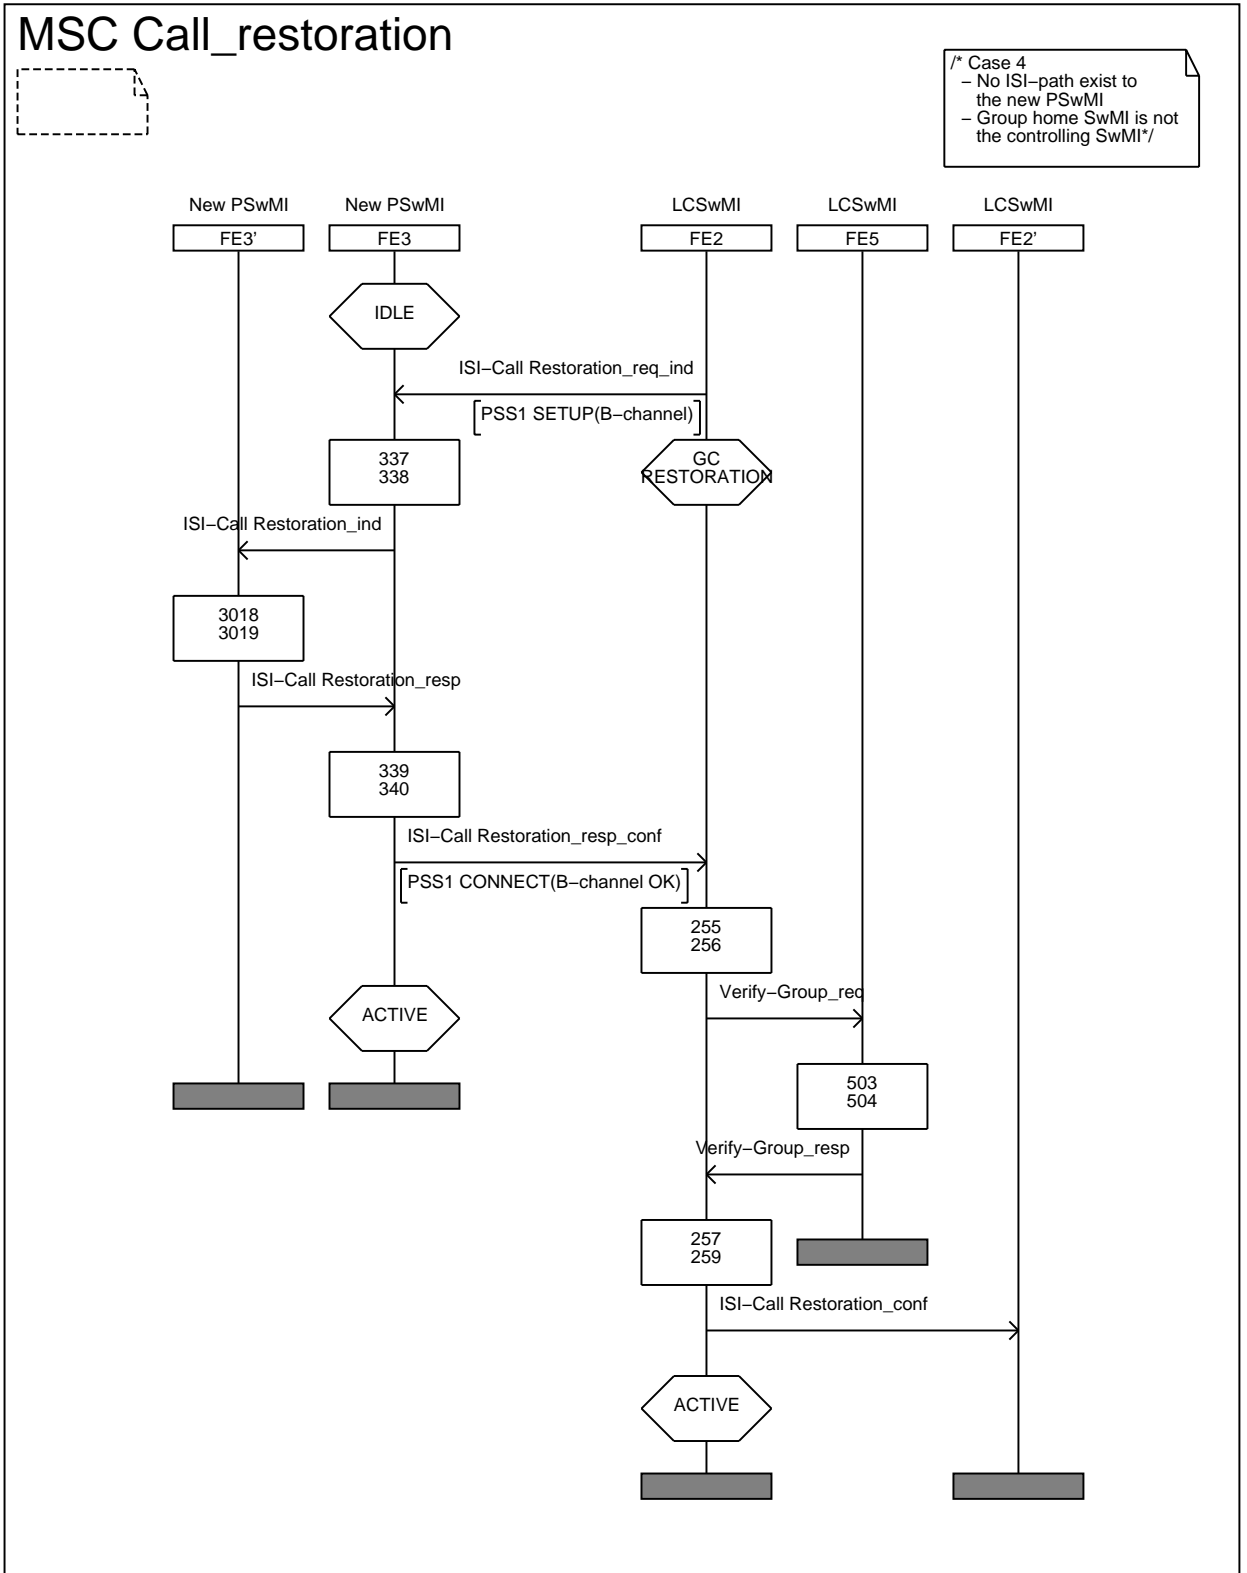 MSC Call_restoration
/* Case 4
– No ISI–path exist to
the new PSwMI
– Group home SwMI is not
the controlling SwMI*/
New PSwMI New PSwMI LCSwMI LCSwMI LCSwMI
FE3' FE3 FE2 FE5 FE2'
IDLE
ISI–Call Restoration_req_ind
PSS1 SETUP(B–channel)
337
338
GC
RESTORATION
ISI–Call Restoration_ind
3018
3019
ISI–Call Restoration_resp
339
340
ISI–Call Restoration_resp_conf
PSS1 CONNECT(B–channel OK)
255
256
Verify–Group_req
ACTIVE
503
504
Verify–Group_resp
257
259
ISI–Call Restoration_conf
ACTIVE